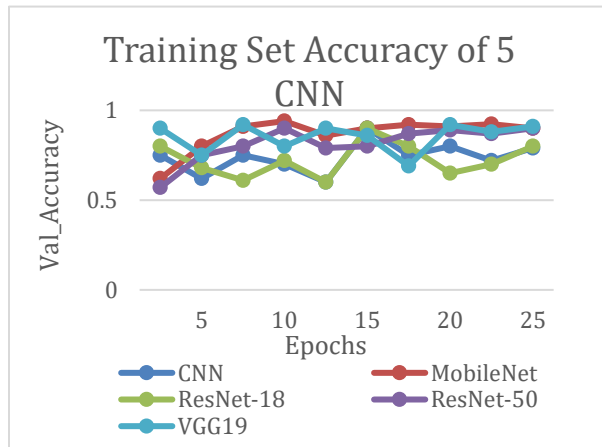 Training Set Accuracy of 5
CNN
Val_Accuracy
1
0.5
0
5 10 15 20 25
Epochs
CNN MobileNet
ResNet-18 ResNet-50
VGG19